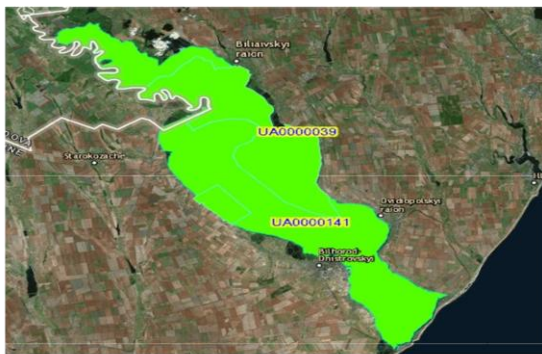 Biliaivskyi
raion
UA0000039
Starokozache
Ovidiopolskyi
raion
UA0000141
Bilhorod-
Dnistrovskyi